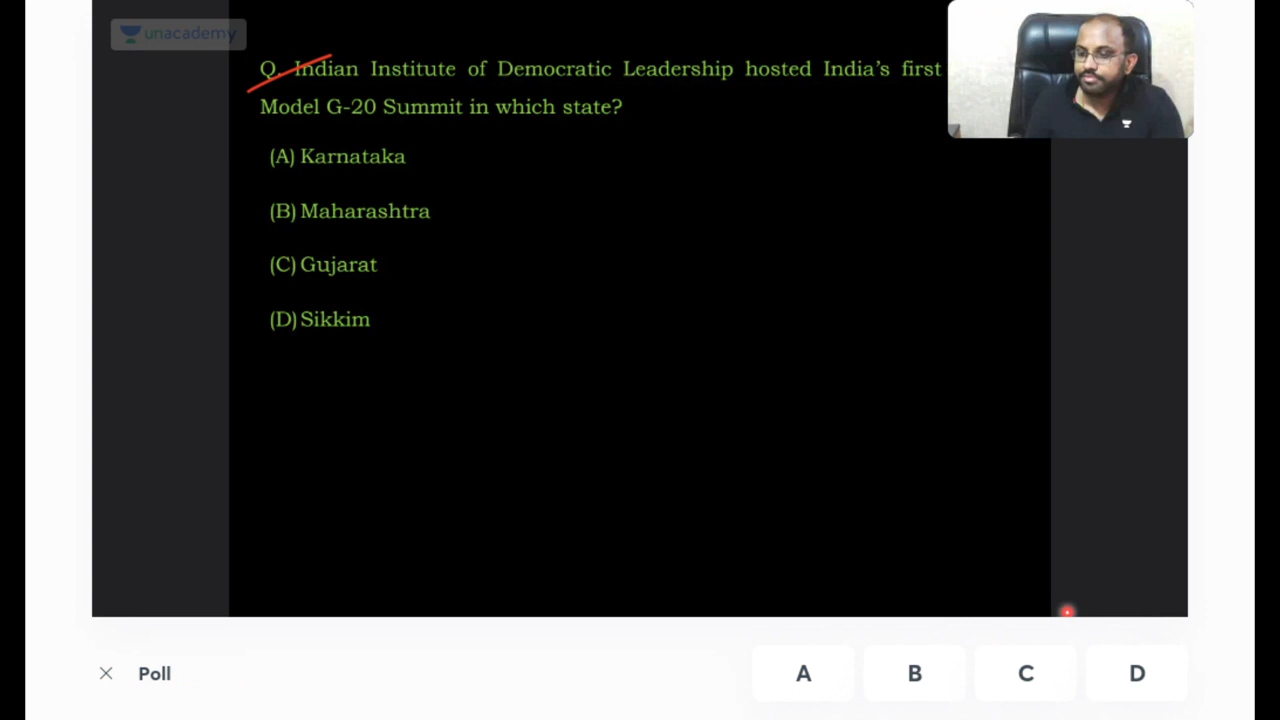 unacademy
Q. Indian Institute of Democratic Leadership hosted India's first
Model G-20 Summit in which state?
(A) Karnataka
(B) Maharashtra
(C) Gujarat
(D) Sikkim
Poll
A
B
C
D